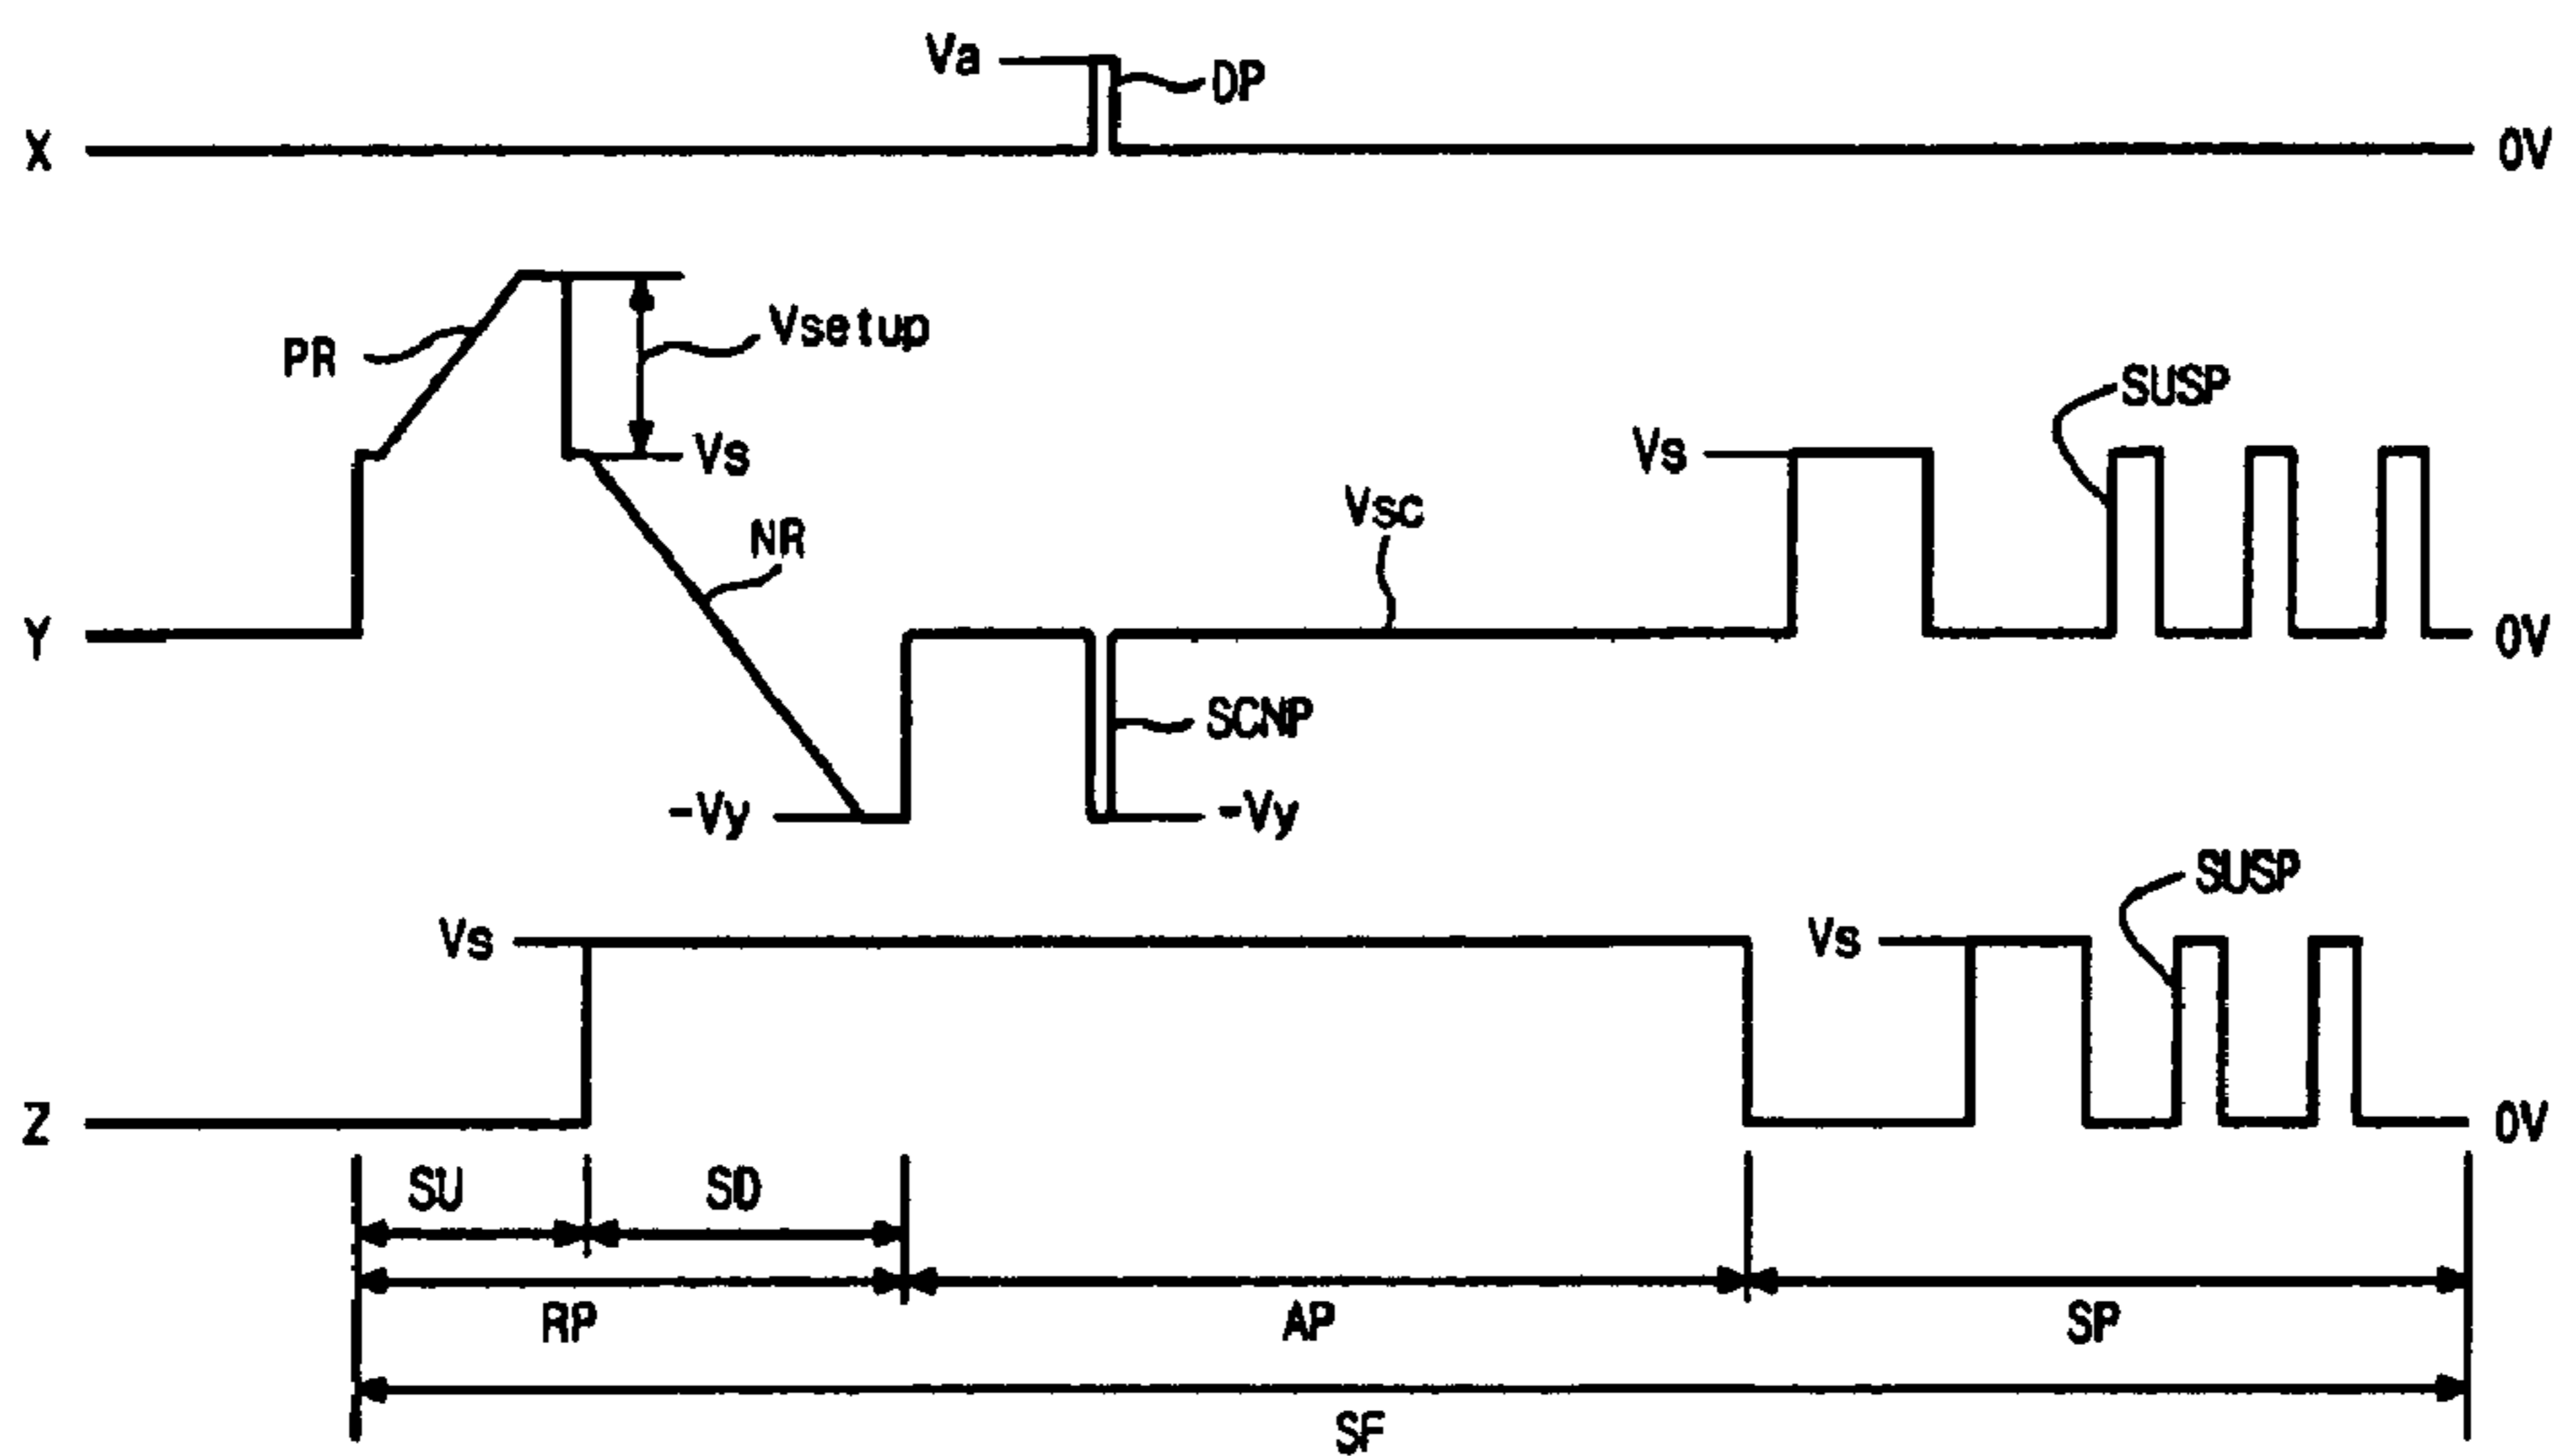 Va
DP
X
0V
Vsetup
PR
SUSP
Vs
Vs
Vsc
NR
Y
0V
SCNP
-Vy
-Vy
SUSP
Vs
Vs
Z
0V
SU
SD
RP
AP
SP
SF